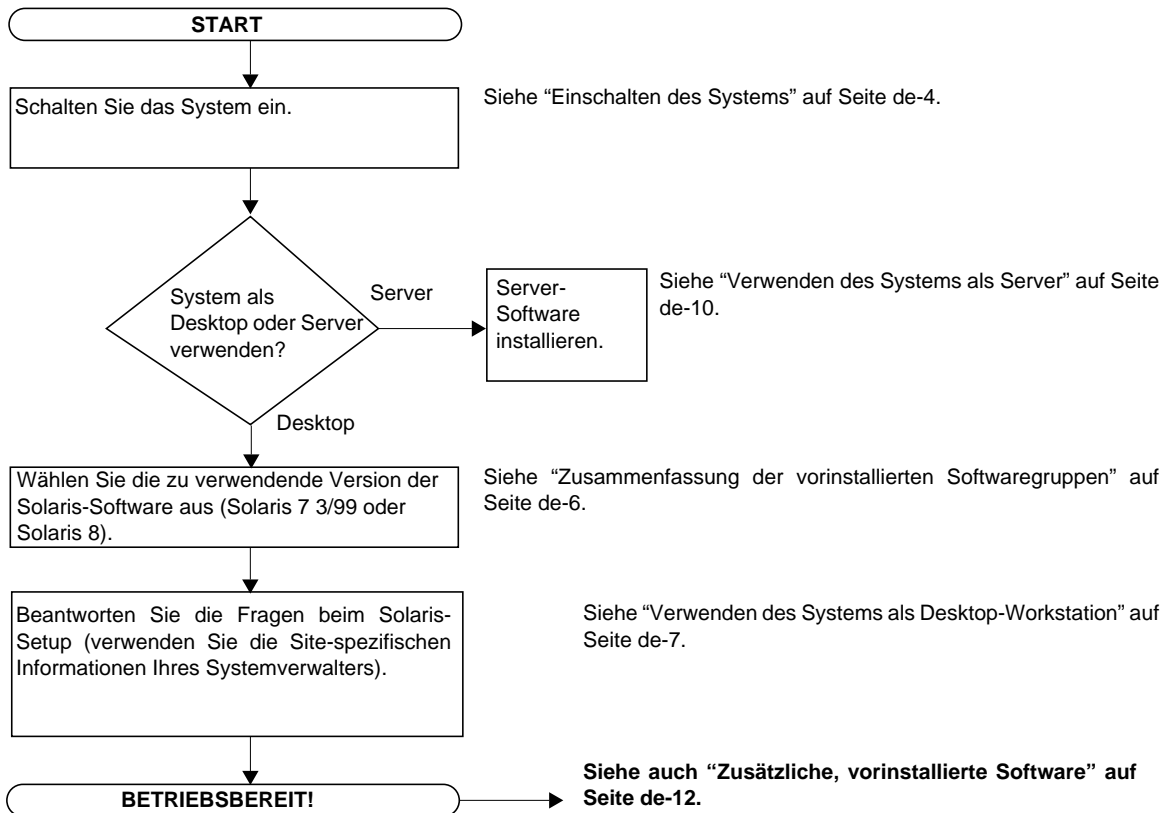 START
Schalten Sie das System ein.
Siehe “Einschalten des Systems” auf Seite de-4.
System als
Desktop oder Server
verwenden?
Server
Server-
Software
installieren.
Siehe “Verwenden des Systems als Server” auf Seite
de-10.
Desktop
Wählen Sie die zu verwendende Version der
Solaris-Software aus (Solaris 7 3/99 oder
Solaris 8).
Siehe “Zusammenfassung der vorinstallierten Softwaregruppen” auf
Seite de-6.
Beantworten Sie die Fragen beim Solaris-
Setup (verwenden Sie die Site-spezifischen
Informationen Ihres Systemverwalters).
Siehe “Verwenden des Systems als Desktop-Workstation” auf
Seite de-7.
BETRIEBSBEREIT!
Siehe auch “Zusätzliche, vorinstallierte Software” auf
Seite de-12.